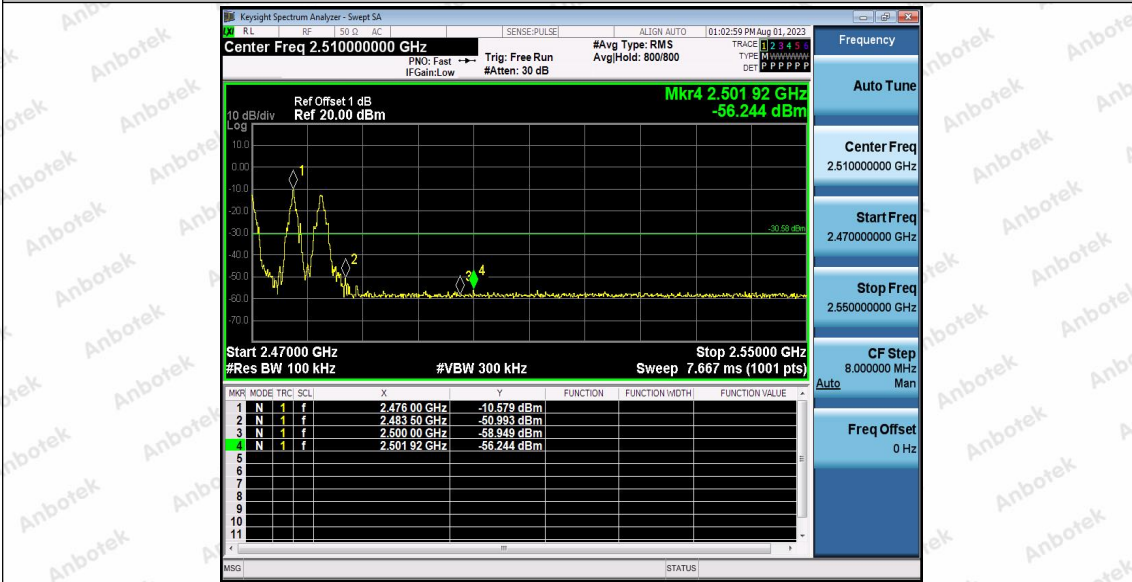 Keysight Spectrum Analyzer - Swept SA
RL RF 50 Ω AC SENSE:PULSE ALIGN AUTO 01:02:59 PM Aug 01, 2023
Center Freq 2.510000000 GHz
PNO: Fast
IFGain:Low
Trig: Free Run
#Atten: 30 dB
#Avg Type: RMS
Avg|Hold: 800/800
TRACE 1 2 3 4 5 6
TYPE M WWWWW
DET P P P P P P
Mkr4 2.501 92 GHz
-56.244 dBm
Ref Offset 1 dB
10 dB/div Ref 20.00 dBm
Log
10.0
0.00
-10.0
-20.0
-30.0
-40.0
-50.0
-60.0
-70.0
1
2
3
4
-30.58 dBm
Start 2.47000 GHz Stop 2.55000 GHz
#Res BW 100 kHz #VBW 300 kHz Sweep 7.667 ms (1001 pts)
MKR MODE TRC SCL X Y FUNCTION FUNCTION WIDTH FUNCTION VALUE
1 N 1 f 2.476 00 GHz -10.579 dBm
2 N 1 f 2.483 50 GHz -50.993 dBm
3 N 1 f 2.500 00 GHz -58.949 dBm
4 N 1 f 2.501 92 GHz -56.244 dBm
5
6
7
8
9
10
11
MSG STATUS
Frequency
Auto Tune
Center Freq
2.510000000 GHz
Start Freq
2.470000000 GHz
Stop Freq
2.550000000 GHz
CF Step
8.000000 MHz
Auto Man
Freq Offset
0 Hz
Anbotek